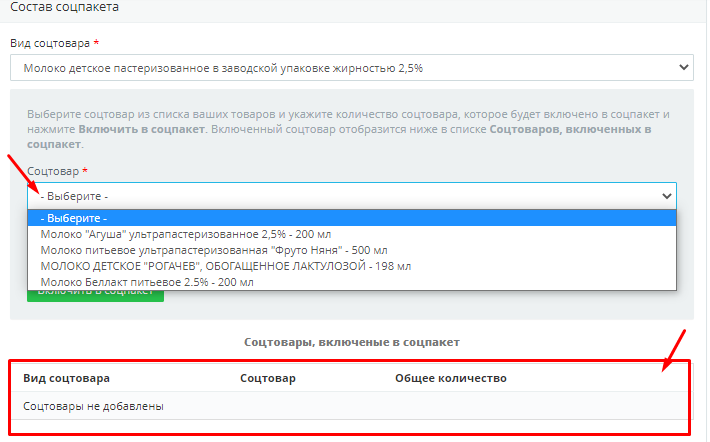 Состав соцпакета
Вид соцтовара *
Молоко детское пастеризованное в заводской упаковке жирностью 2,5%
Выберите соцтовар из списка ваших товаров и укажите количество соцтовара, которое будет включено в соцпакет и
нажмите Включить в соцпакет. Включенный соцтовар отобразится ниже в списке Соцтоваров, включенных в
соцпакет.
Соцтовар *
- Выберите -
- Выберите -
Молоко "Агуша" ультрапастеризованное 2,5% - 200 мл
Молоко питьевое ультрапастеризованная "Фруто Няня" - 500 мл
МОЛОКО ДЕТСКОЕ "РОГАЧЕВ", ОБОГАЩЕННОЕ ЛАКТУЛОЗОЙ - 198 мл
Молоко Беллакт питьевое 2.5% - 200 мл
Включить в соцпакет
Соцтовары, включеные в соцпакет
Вид соцтовара Соцтовар Общее количество
Соцтовары не добавлены